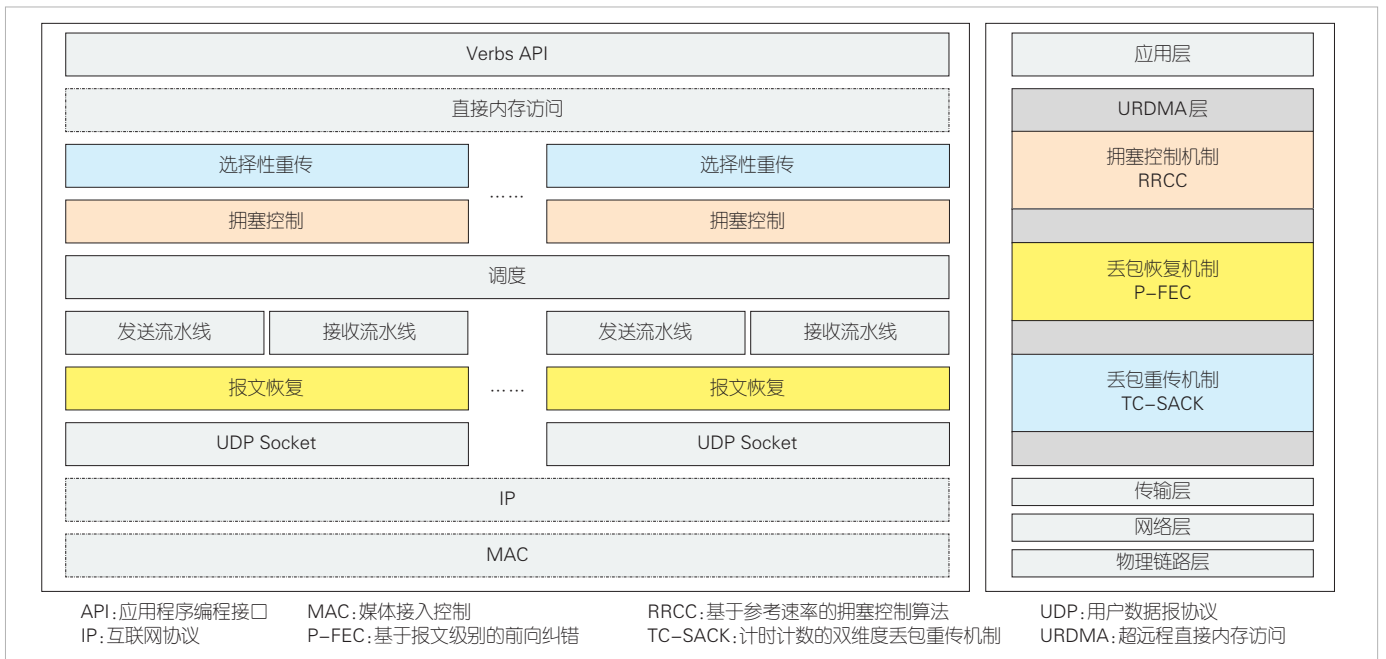 Verbs API
直接内存访问
选择性重传
选择性重传
……
拥塞控制
拥塞控制
调度
发送流水线
接收流水线
发送流水线
接收流水线
报文恢复
……
报文恢复
UDP Socket
UDP Socket
IP
MAC
应用层
URDMA层
拥塞控制机制
RRCC
丢包恢复机制
P-FEC
丢包重传机制
TC-SACK
传输层
网络层
物理链路层
API:应用程序编程接口 MAC:媒体接入控制 RRCC:基于参考速率的拥塞控制算法 UDP:用户数据报协议
IP:互联网协议 P-FEC:基于报文级别的前向纠错 TC-SACK:计时计数的双维度丢包重传机制 URDMA:超远程直接内存访问